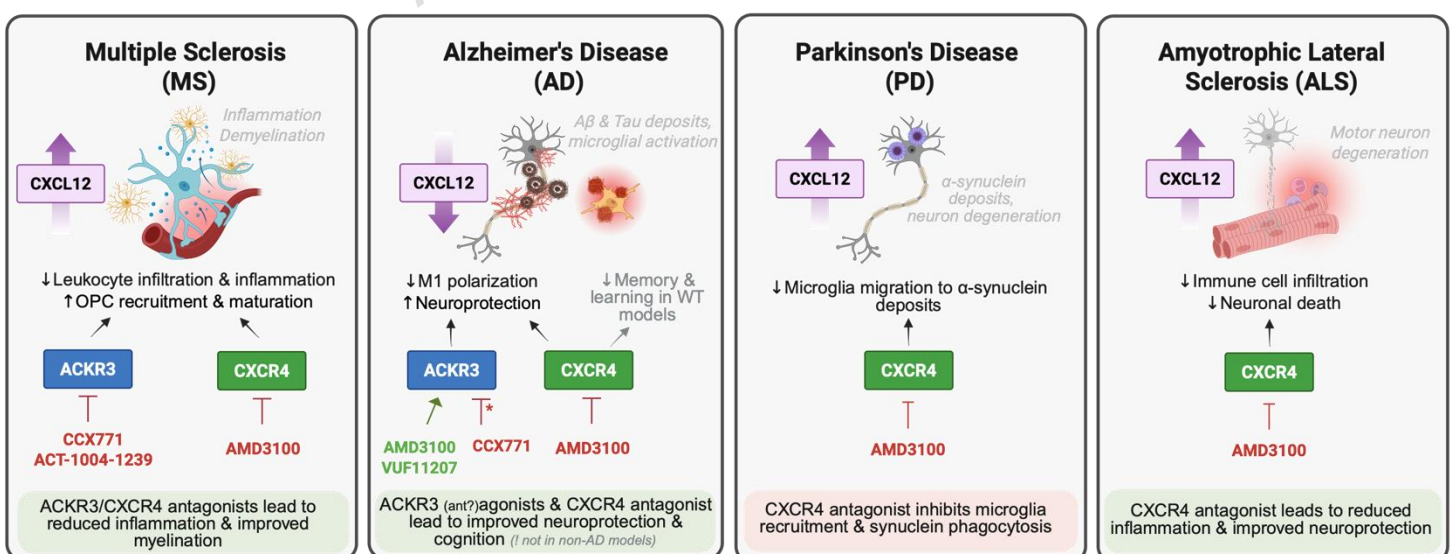 Multiple Sclerosis
(MS)
Inflammation
Demyelination
CXCL12
↓Leukocyte infiltration & inflammation
↑OPC recruitment & maturation
ACKR3
CXCR4
CCX771
ACT-1004-1239
AMD3100
ACKR3/CXCR4 antagonists lead to
reduced inflammation & improved
myelination
Alzheimer's Disease
(AD)
Aβ & Tau deposits,
microglial activation
CXCL12
↓M1 polarization
↑Neuroprotection
↓Memory &
learning in WT
models
ACKR3
CXCR4
*
AMD3100
VUF11207
CCX771
AMD3100
ACKR3 (ant?)agonists & CXCR4 antagonist
lead to improved neuroprotection &
cognition (! not in non-AD models)
Parkinson's Disease
(PD)
CXCL12
α-synuclein
deposits,
neuron degeneration
↓Microglia migration to α-synuclein
deposits
CXCR4
AMD3100
CXCR4 antagonist inhibits microglia
recruitment & synuclein phagocytosis
Amyotrophic Lateral
Sclerosis (ALS)
Motor neuron
degeneration
CXCL12
↓Immune cell infiltration
↓Neuronal death
CXCR4
AMD3100
CXCR4 antagonist leads to reduced
inflammation & improved neuroprotection